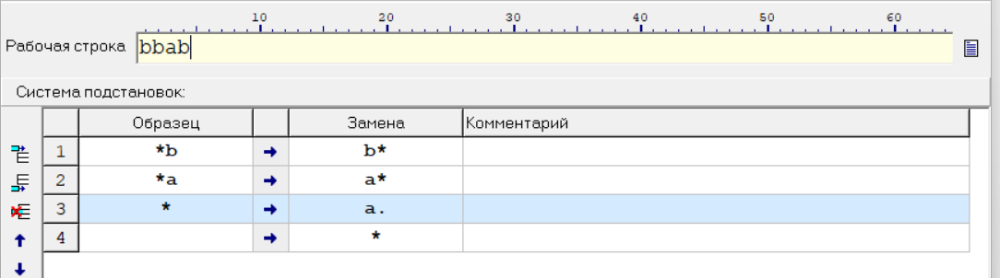 10 20 30 40 50 60
Рабочая строка bbab
Система подстановок:
Образец Замена Комментарий
1 *b → b*
2 *a → a*
3 * → a.
4 → *